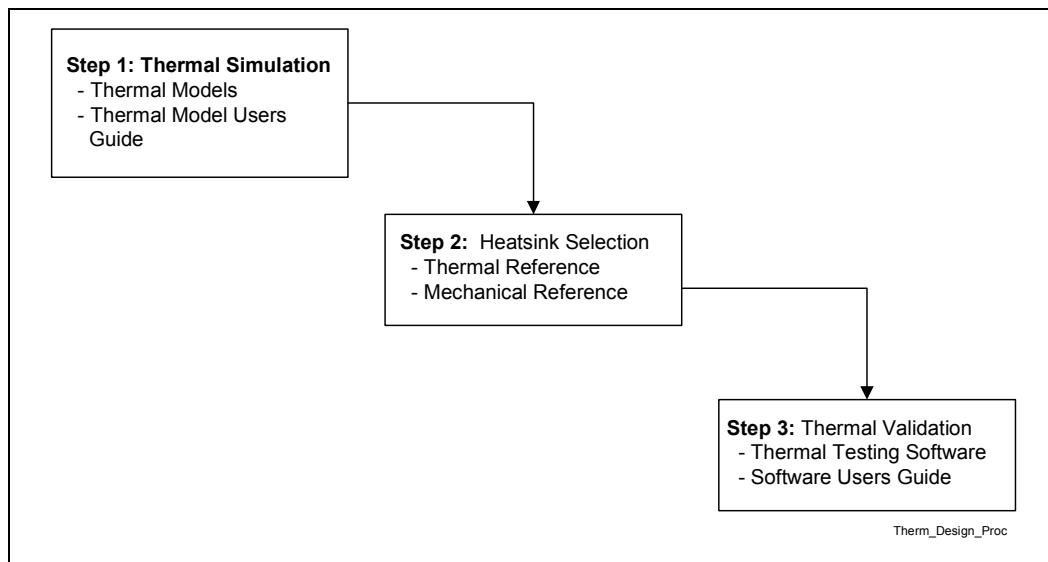 Step 1: Thermal Simulation
- Thermal Models
- Thermal Model Users
Guide
Step 2: Heatsink Selection
- Thermal Reference
- Mechanical Reference
Step 3: Thermal Validation
- Thermal Testing Software
- Software Users Guide
Therm_Design_Proc